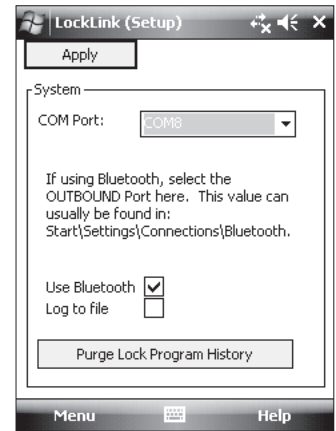 LockLink (Setup)
Apply
System
COM Port:
COM8
If using Bluetooth, select the
OUTBOUND Port here.  This value can
usually be found in:
Start\Settings\Connections\Bluetooth.
Use Bluetooth
Log to file
Purge Lock Program History
Menu
Help